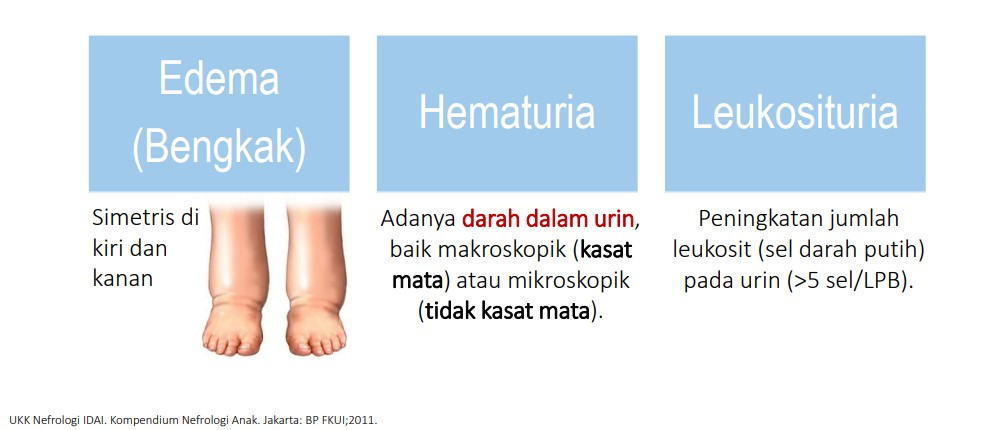 Edema
(Bengkak)
Simetris di
kiri dan
kanan
Hematuria
Adanya darah dalam urin,
baik makroskopik (kasat
mata) atau mikroskopik
(tidak kasat mata).
Leukosituria
Peningkatan jumlah
leukosit (sel darah putih)
pada urin (>5 sel/LPB).
UKK Nefrologi IDAI. Kompendium Nefrologi Anak. Jakarta: BP FKUI;2011.